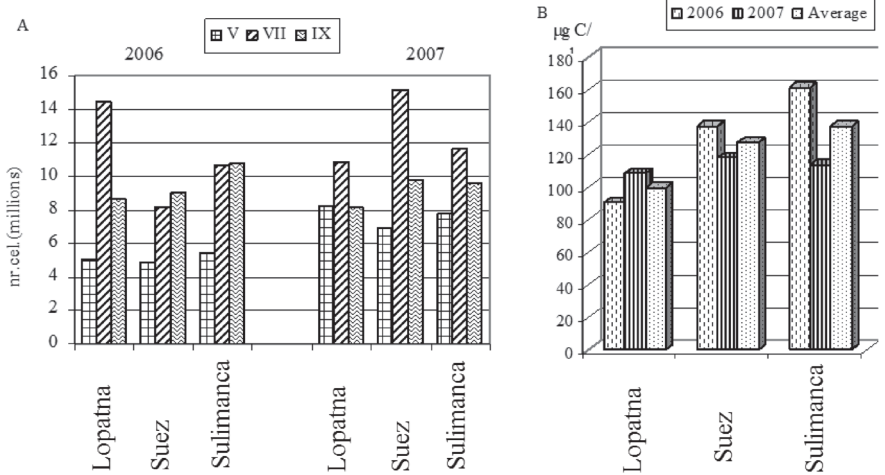 A
V VII IX
2006 2007
nr.cel.(millions)
16
14
12
10
8
6
4
2
0
Lopatna Suez Sulimanca Lopatna Suez Sulimanca
B
2006 2007 Average
µg C/
1
180
160
140
120
100
80
60
40
20
0
Lopatna Suez Sulimanca